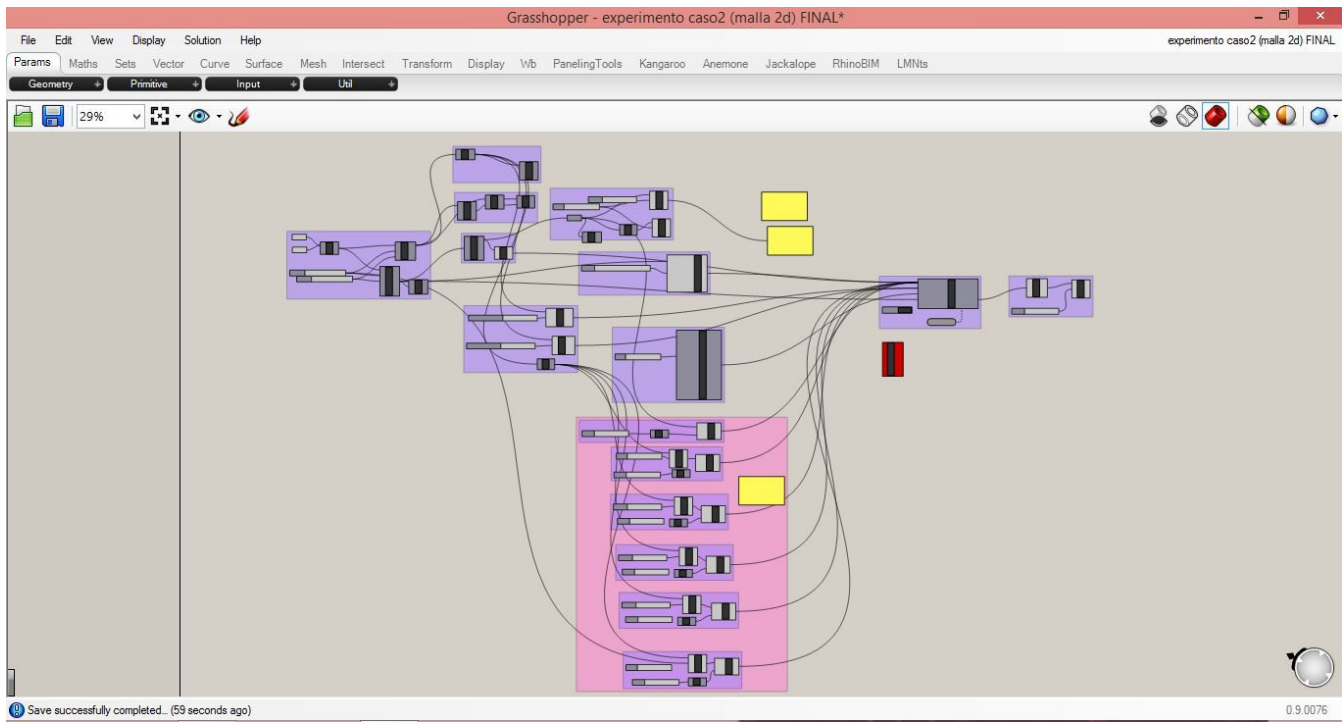 Grasshopper - experimento caso2 (malla 2d) FINAL*
File Edit View Display Solution Help experimento caso2 (malla 2d) FINAL
Params Maths Sets Vector Curve Surface Mesh Intersect Transform Display Wb PanelingTools Kangaroo Anemone Jackalope RhinoBIM LMNts
Geometry Primitive Input Util
29%
Save successfully completed... (59 seconds ago) 0.9.0076